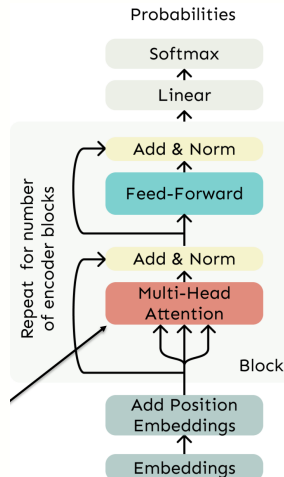 Probabilities
Softmax
Linear
Add & Norm
Feed-Forward
Add & Norm
Multi-Head
Attention
Repeat for number
of encoder blocks
Block
Add Position
Embeddings
Embeddings